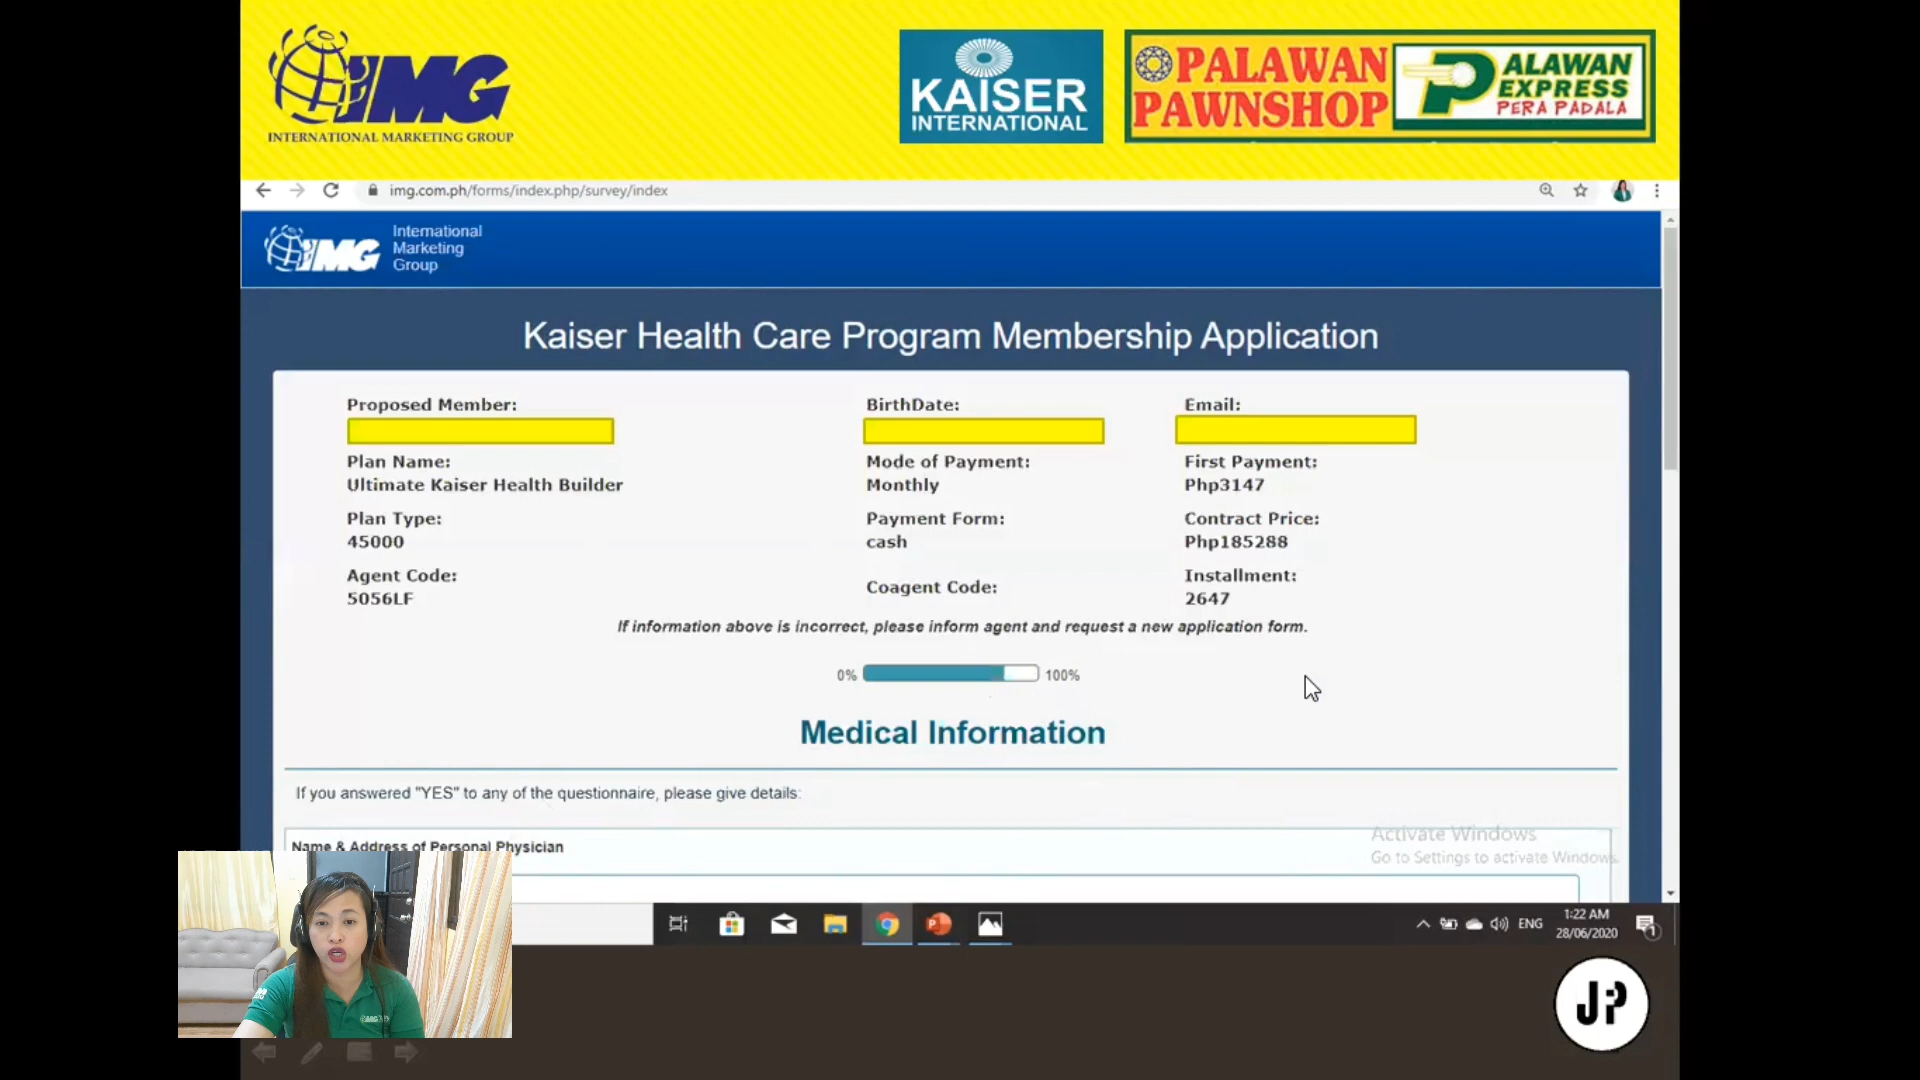 IMG
INTERNATIONAL MARKETING GROUP
KAISER
INTERNATIONAL
PALAWAN
PAWNSHOP
PALAWAN
EXPRESS
PERA PADALA
img.com.ph/forms/index.php/survey/index
IMG
International
Marketing
Group
Kaiser Health Care Program Membership Application
Proposed Member:
BirthDate:
Email:
Plan Name:
Mode of Payment:
First Payment:
Ultimate Kaiser Health Builder
Monthly
Php3147
Plan Type:
Payment Form:
Contract Price:
45000
cash
Php185288
Agent Code:
Coagent Code:
Installment:
5056LF
2647
If information above is incorrect, please inform agent and request a new application form.
0%
100%
Medical Information
If you answered "YES" to any of the questionnaire, please give details:
Name & Address of Personal Physician
Activate Windows
Go to Settings to activate Windows.
ENG
1:22 AM
28/06/2020
1
JP